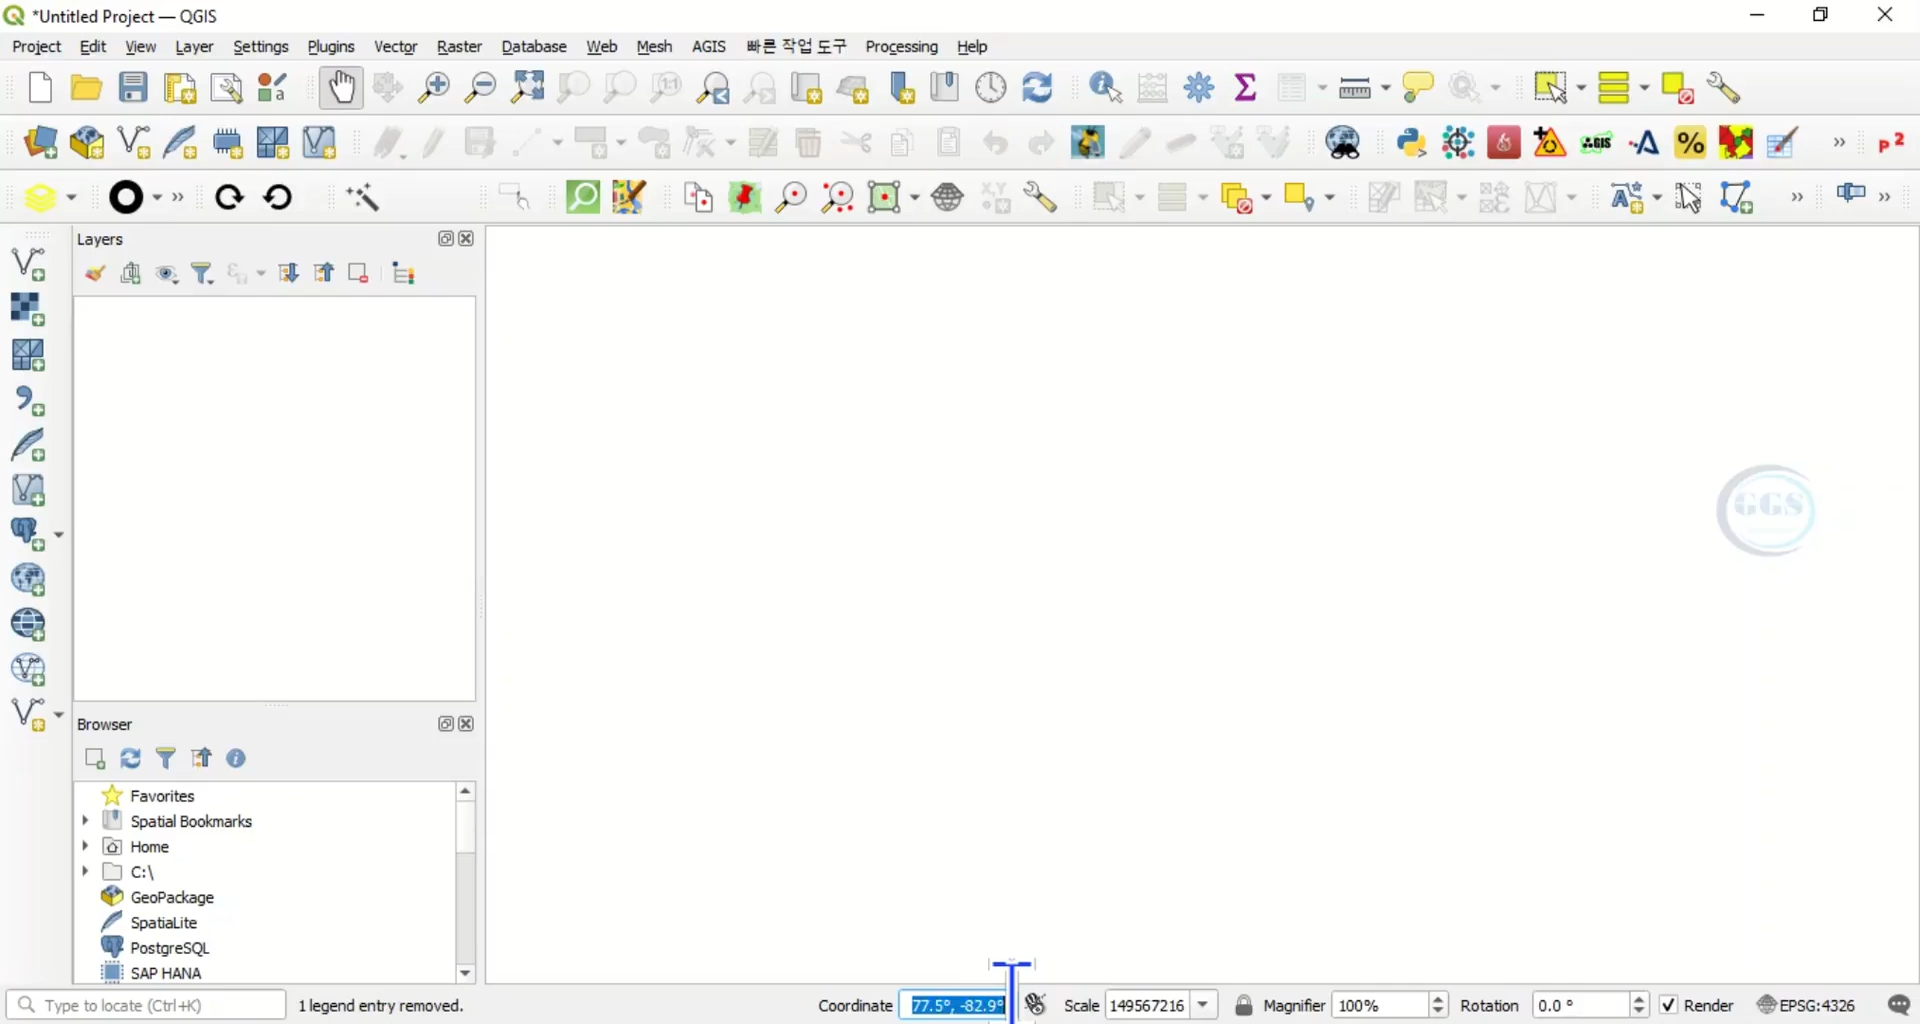 *Untitled Project — QGIS
Project Edit View Layer Settings Plugins Vector Raster Database Web Mesh AGIS 빠른 작업 도구 Processing Help
Layers
GGS
Browser
Favorites
Spatial Bookmarks
Home
C:\
GeoPackage
SpatiaLite
PostgreSQL
SAP HANA
Type to locate (Ctrl+K) 1 legend entry removed. Coordinate 77.5°, -82.9° Scale 149567216 Magnifier 100% Rotation 0.0 ° Render EPSG:4326